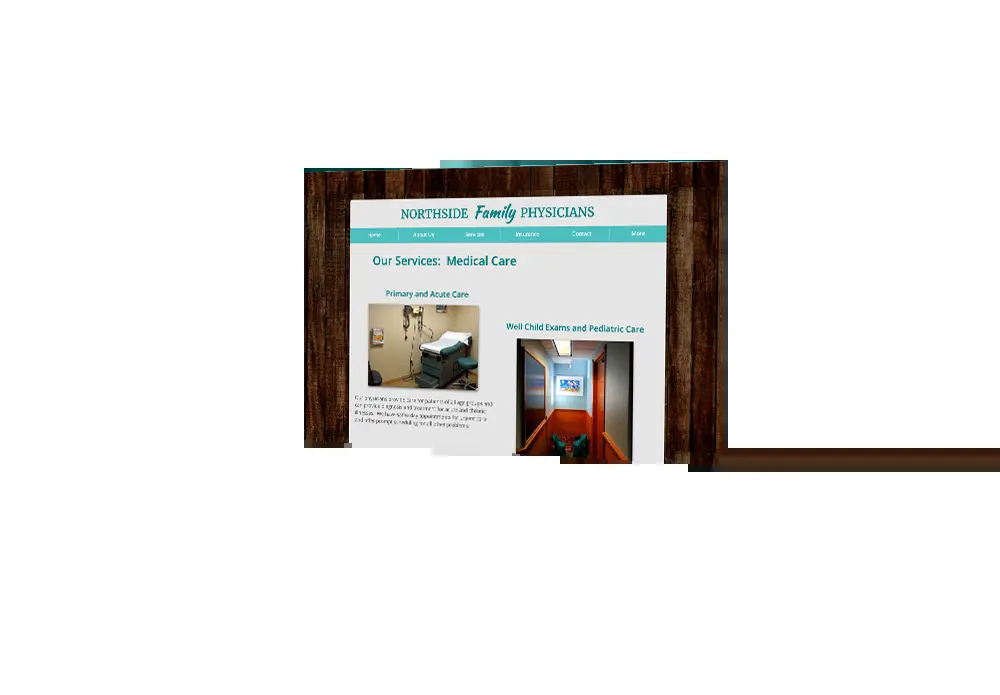 NORTHSIDE Family PHYSICIANS
Home About Us Services Insurance Contact More
Our Services: Medical Care
Primary and Acute Care
Well Child Exams and Pediatric Care
Our physicians provide care for patients of all age groups and
can provide diagnosis and treatment for acute and chronic
illnesses. We have same day appointments for urgent care
and offer prompt scheduling for all other problems.